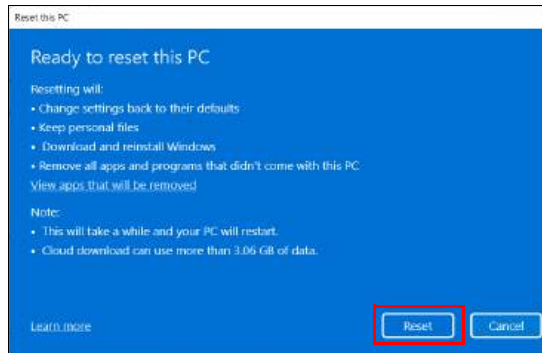 Reset this PC
Ready to reset this PC
Resetting will:
• Change settings back to their defaults
• Keep personal files
• Download and reinstall Windows
• Remove all apps and programs that didn't come with this PC
View apps that will be removed
Note:
• This will take a while and your PC will restart.
• Cloud download can use more than 3.06 GB of data.
Learn more
Reset
Cancel